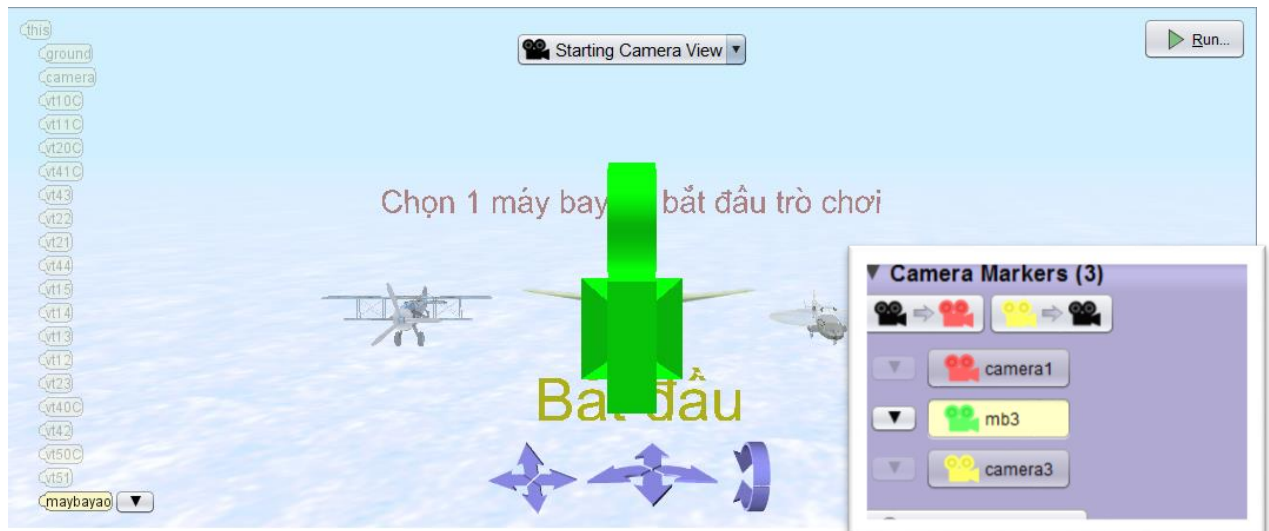 this
ground
camera
vt10C
vt11C
vt20C
vt41C
vt43
vt22
vt21
vt44
vt15
vt14
vt13
vt12
vt23
vt40C
vt42
vt50C
vt51
maybayao
Starting Camera View
Run...
Chọn 1 máy bay bắt đầu trò chơi
Bắt đầu
Camera Markers (3)
camera1
mb3
camera3